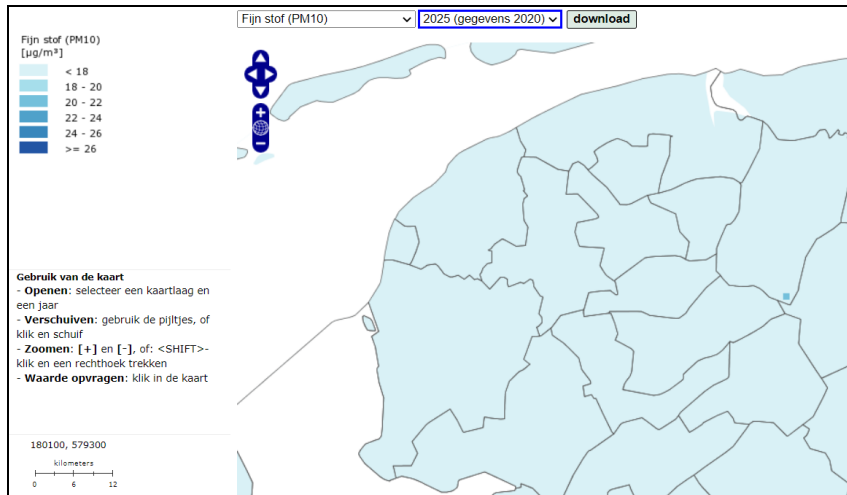 Fijn stof (PM10)
2025 (gegevens 2020)
download
Fijn stof (PM10)
[µg/m³]
< 18
18 - 20
20 - 22
22 - 24
24 - 26
>= 26
Gebruik van de kaart
- Openen: selecteer een kaartlaag en
een jaar
- Verschuiven: gebruik de pijltjes, of
klik en schuif
- Zoomen: [+] en [-], of: <SHIFT>-
klik en een rechthoek trekken
- Waarde opvragen: klik in de kaart
180100, 579300
kilometers
0 6 12